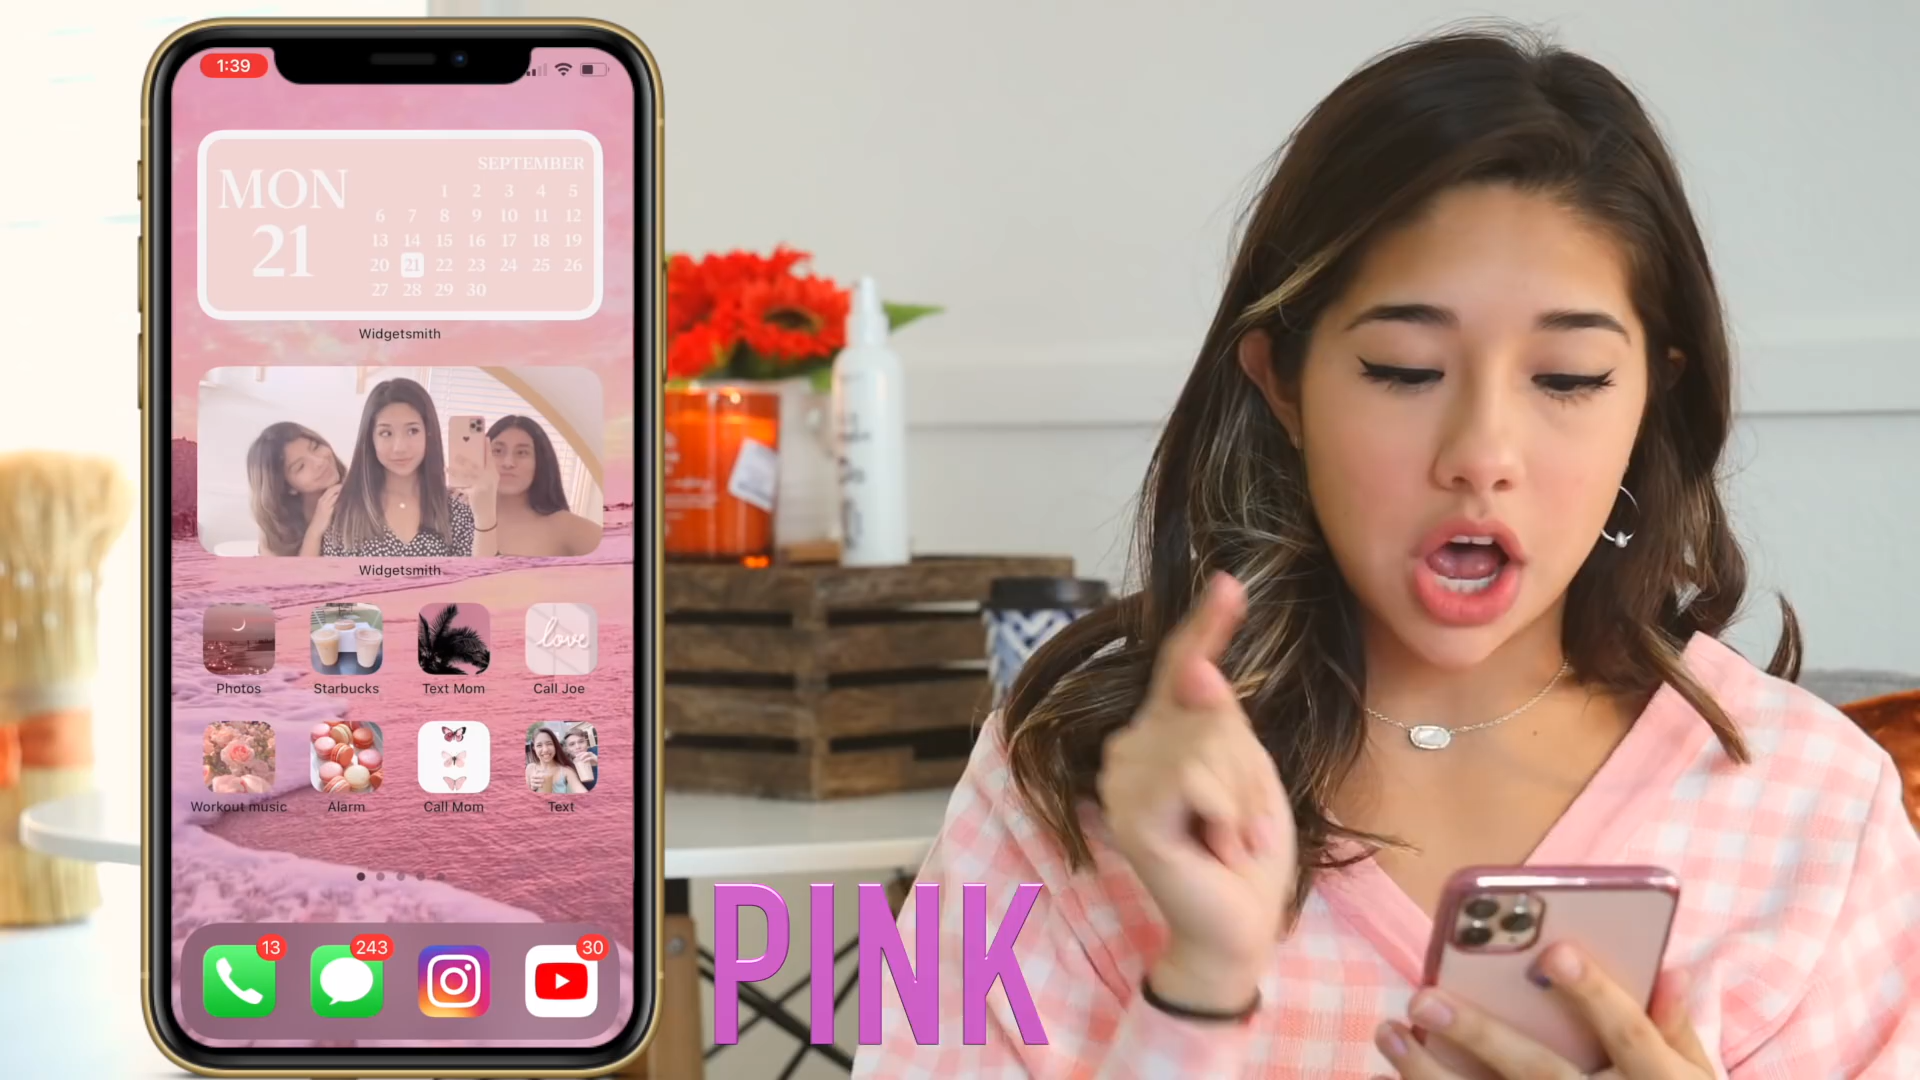 1:39
MON
21
SEPTEMBER
1 2 3 4 5
6 7 8 9 10 11 12
13 14 15 16 17 18 19
20 21 22 23 24 25 26
27 28 29 30
Widgetsmith
Widgetsmith
love
Photos Starbucks Text Mom Call Joe
Workout music Alarm Call Mom Text
13 243 30
PINK